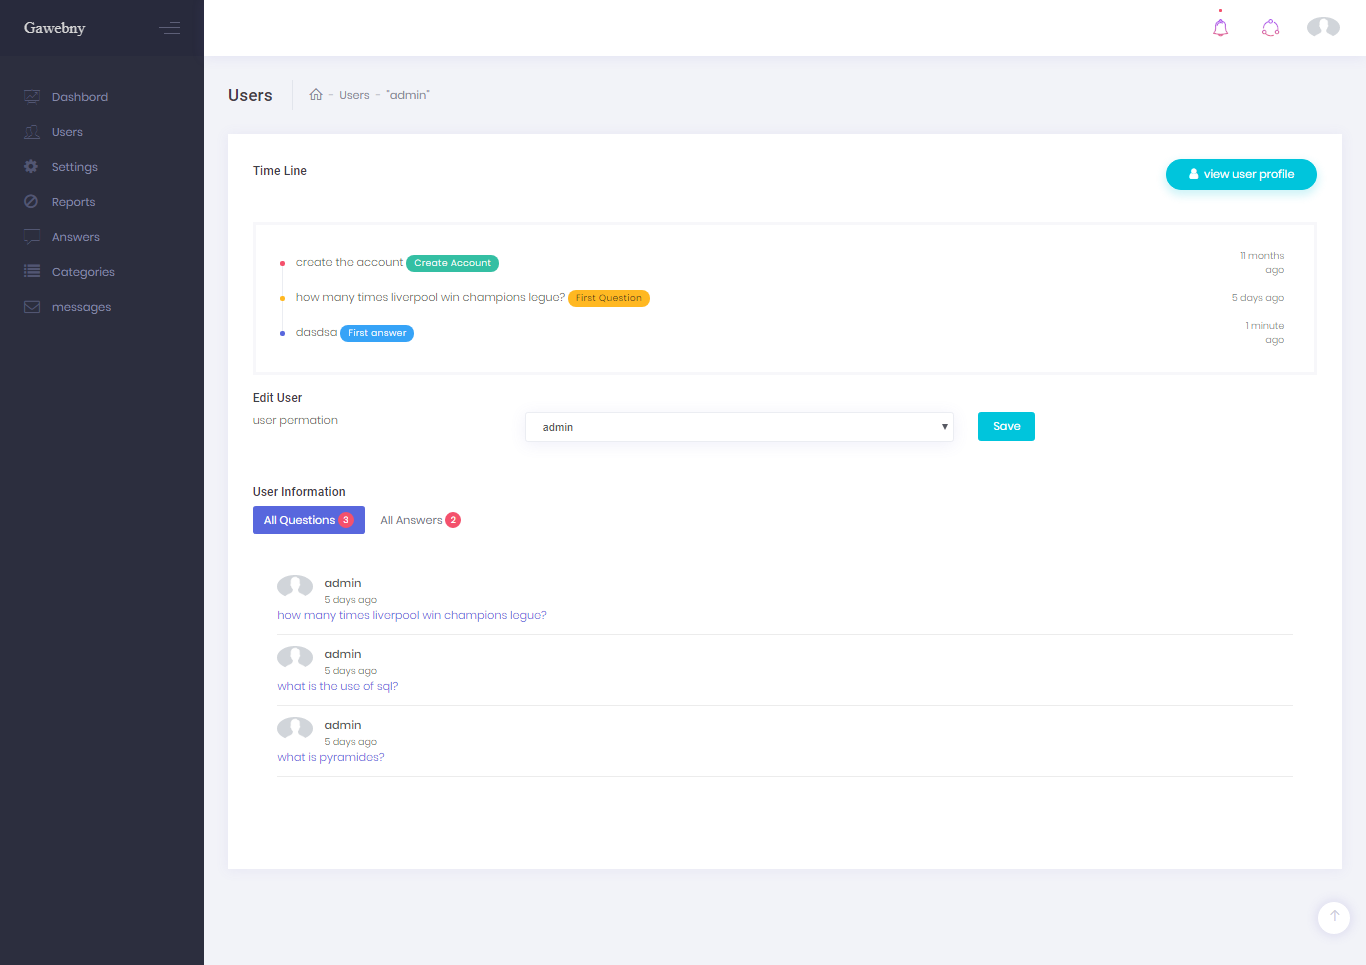 Gawebny
Dashbord
Users
Settings
Reports
Answers
Categories
messages
Users - Users - "admin"
Time Line
view user profile
create the account Create Account 11 months ago
how many times liverpool win champions legue? First Question 5 days ago
dasdsa First answer 1 minute ago
Edit User
user permation admin Save
User Information
All Questions 3 All Answers 2
admin
5 days ago
how many times liverpool win champions legue?
admin
5 days ago
what is the use of sql?
admin
5 days ago
what is pyramides?